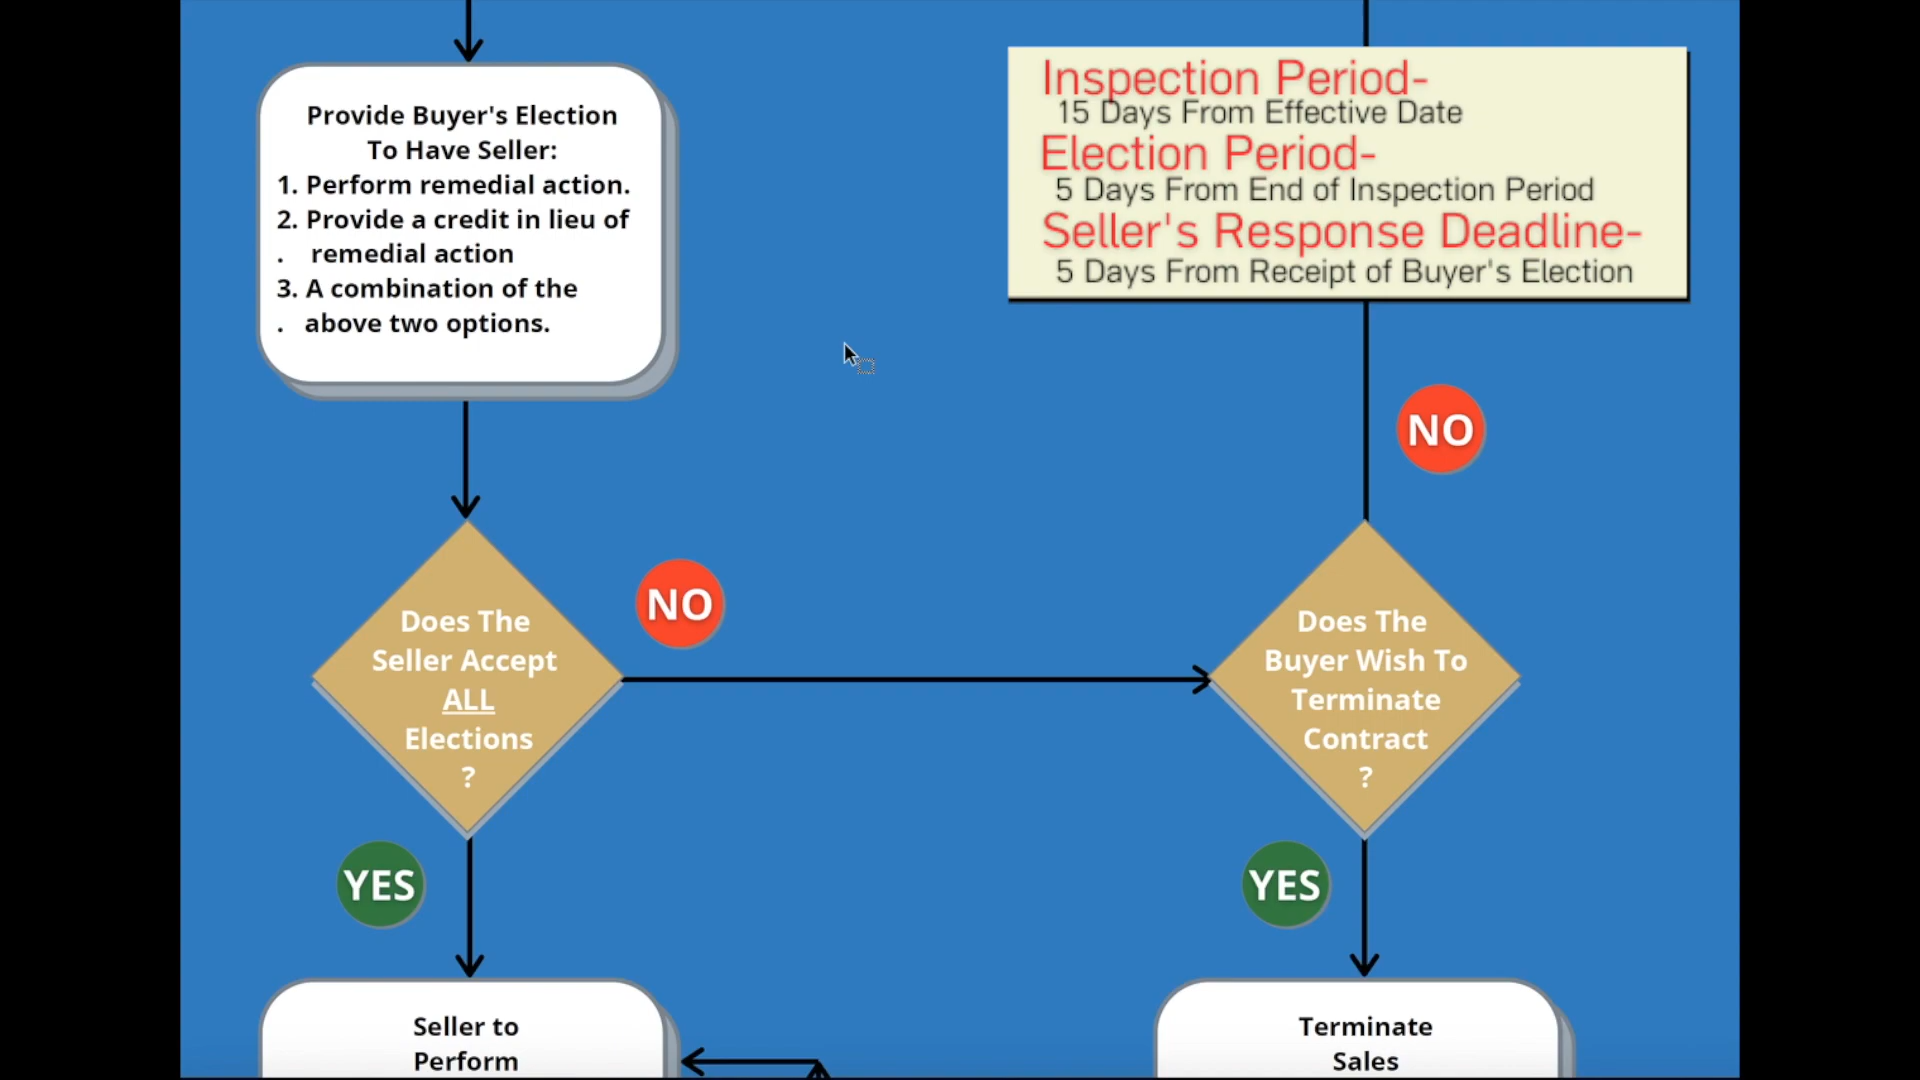 Provide Buyer's Election
To Have Seller:
1. Perform remedial action.
2. Provide a credit in lieu of
. remedial action
3. A combination of the
. above two options.
Inspection Period-
15 Days From Effective Date
Election Period-
5 Days From End of Inspection Period
Seller's Response Deadline-
5 Days From Receipt of Buyer's Election
NO
Does The
Seller Accept
ALL
Elections
?
NO
Does The
Buyer Wish To
Terminate
Contract
?
YES
YES
Seller to
Perform
Terminate
Sales